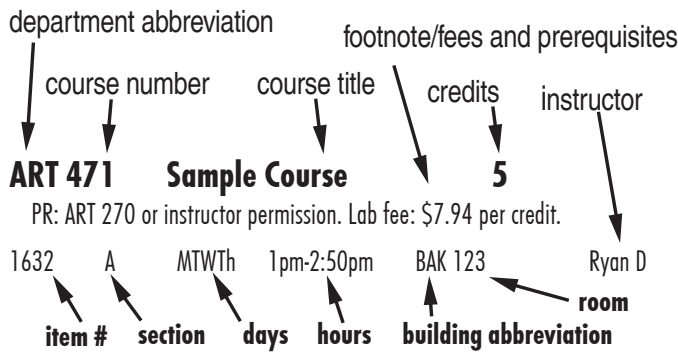 department abbreviation
footnote/fees and prerequisites
course number course title credits instructor
ART 471 Sample Course 5
PR: ART 270 or instructor permission. Lab fee: $7.94 per credit.
1632 A MTWTh 1pm-2:50pm BAK 123 Ryan D
room
item # section days hours building abbreviation